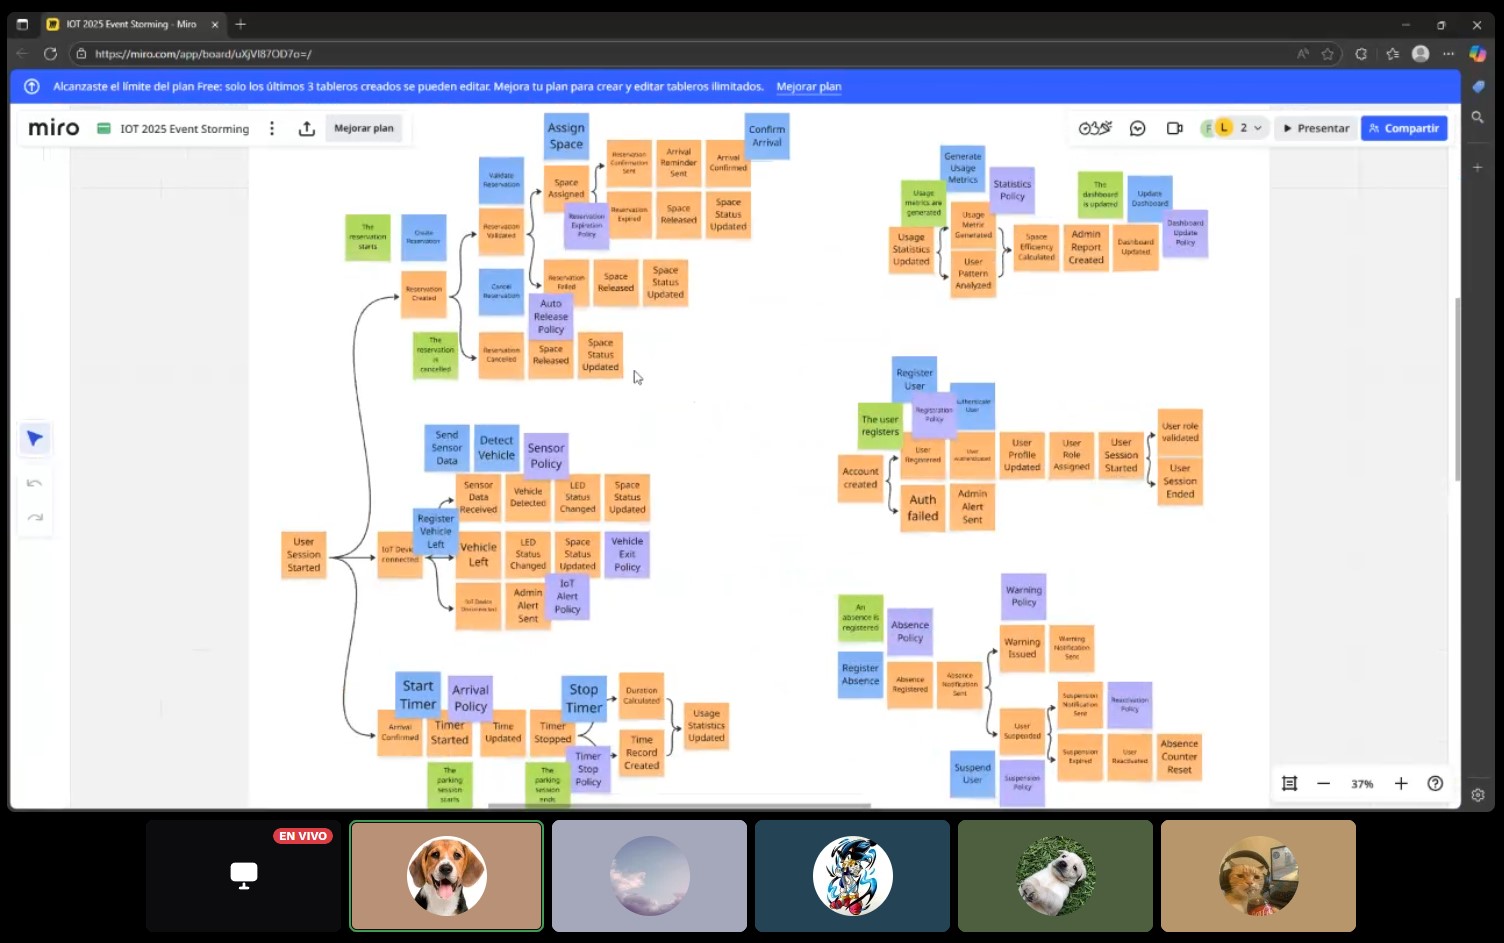 IOT 2025 Event Storming - Miro
https://miro.com/app/board/uXjVI87OD7o=/
Alcanzaste el límite del plan Free: solo los últimos 3 tableros creados se pueden editar. Mejora tu plan para crear y editar tableros ilimitados.
Mejorar plan
miro
IOT 2025 Event Storming
Mejorar plan
F
L
2
Presentar
Compartir
Assign
Space
Confirm
Arrival
Validate
Reservation
Space
Assigned
Reservation
Confirmation
Sent
Arrival
Reminder
Sent
Arrival
Confirmed
The
reservation
starts
Create
Reservation
Reservation
Validated
Reservation
Expiration
Policy
Reservation
Expired
Space
Released
Space
Status
Updated
Reservation
Created
Cancel
Reservation
Reservation
Failed
Space
Released
Space
Status
Updated
Auto
Release
Policy
The
reservation
is
cancelled
Reservation
Cancelled
Space
Released
Space
Status
Updated
Generate
Usage
Metrics
Statistics
Policy
Usage
metrics are
generated
Usage
Statistics
Updated
Usage
Metric
Generated
User
Pattern
Analyzed
Space
Efficiency
Calculated
Admin
Report
Created
The
dashboard
is updated
Update
Dashboard
Dashboard
Updated
Dashboard
Update
Policy
Send
Sensor
Data
Detect
Vehicle
Sensor
Policy
Sensor
Data
Received
Vehicle
Detected
LED
Status
Changed
Space
Status
Updated
Register
Vehicle
Left
User
Session
Started
IoT Devi
connected
Vehicle
Left
LED
Status
Changed
Space
Status
Updated
Vehicle
Exit
Policy
IoT Device
Disconnected
Admin
Alert
Sent
IoT
Alert
Policy
Register
User
Registration
Policy
Authenticate
User
The user
registers
Account
created
User
Registered
User
Authenticated
User
Profile
Updated
User
Role
Assigned
User
Session
Started
User role
validated
User
Session
Ended
Auth
failed
Admin
Alert
Sent
Start
Timer
Arrival
Policy
Stop
Timer
Duration
Calculated
Arrival
Confirmed
Timer
Started
Time
Updated
Timer
Stopped
Time
Record
Created
Usage
Statistics
Updated
Timer
Stop
Policy
The
parking
session
starts
The
parking
session
ends
An
absence is
registered
Absence
Policy
Warning
Policy
Register
Absence
Absence
Registered
Absence
Notification
Sent
Warning
Issued
Warning
Notification
Sent
User
Suspended
Suspension
Notification
Sent
Reactivation
Policy
Suspension
Expired
User
Reactivated
Absence
Counter
Reset
Suspend
User
Suspension
Policy
37%
EN VIVO